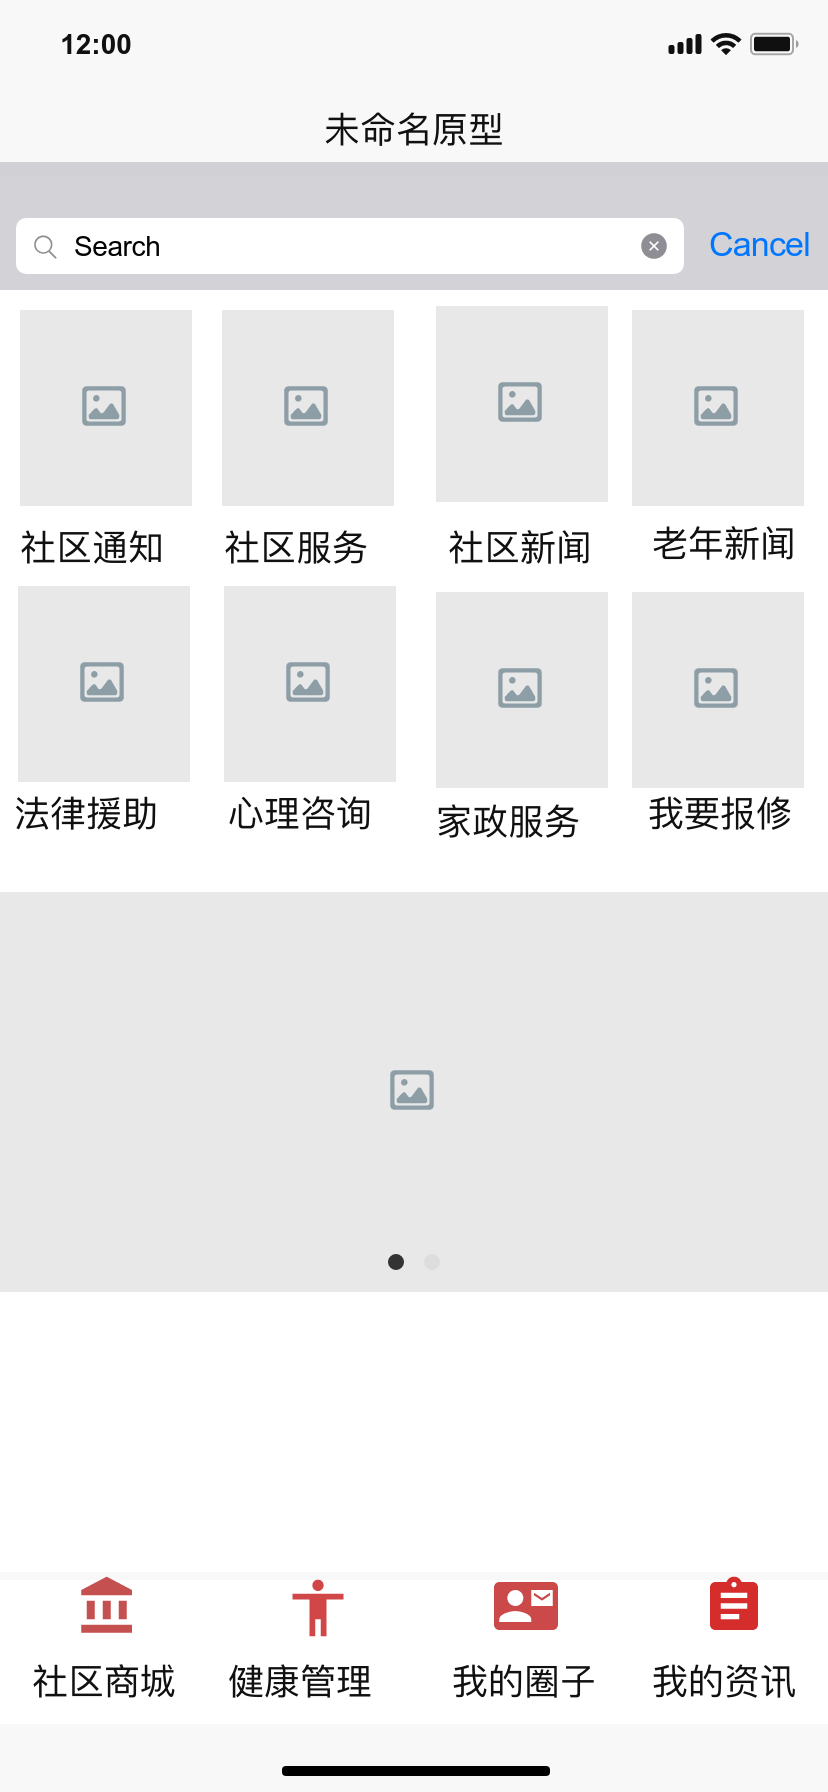 12:00
未命名原型
Search
Cancel
社区通知 社区服务 社区新闻 老年新闻
法律援助 心理咨询 家政服务 我要报修
社区商城 健康管理 我的圈子 我的资讯